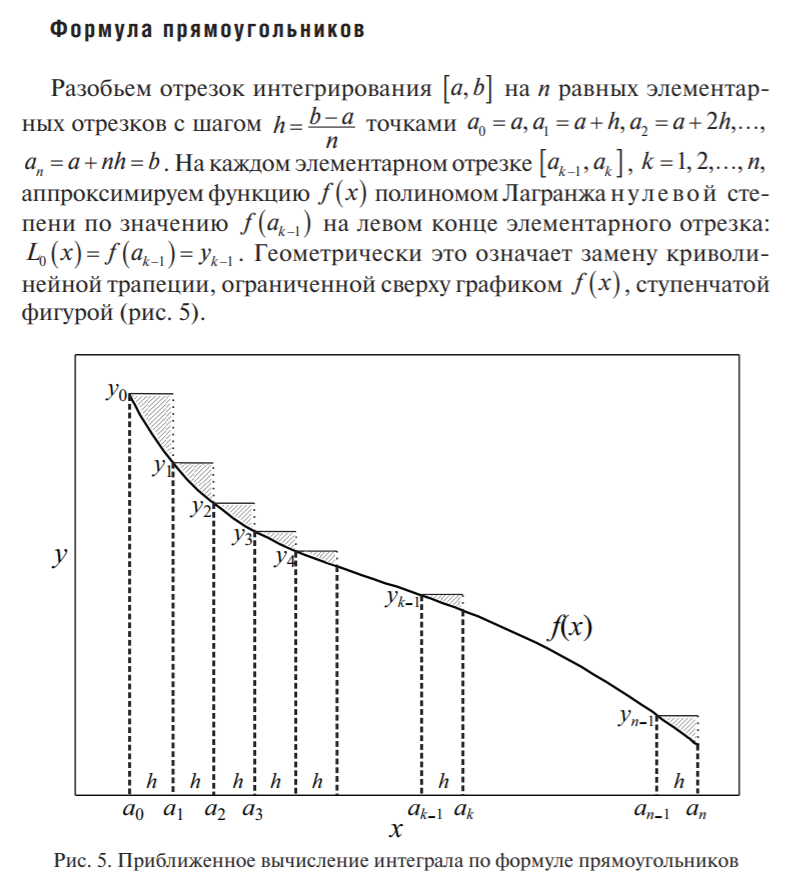 Формула прямоугольников
Разобьем отрезок интегрирования [a, b] на n равных элементар-
ных отрезков с шагом h = (b − a)/n точками a₀ = a, a₁ = a + h, a₂ = a + 2h,…,
aₙ = a + nh = b. На каждом элементарном отрезке [aₖ₋₁, aₖ], k = 1, 2,…, n,
аппроксимируем функцию f(x) полиномом Лагранжа нулевой сте-
пени по значению f(aₖ₋₁) на левом конце элементарного отрезка:
L₀(x) = f(aₖ₋₁) = yₖ₋₁. Геометрически это означает замену криволи-
нейной трапеции, ограниченной сверху графиком f(x), ступенчатой
фигурой (рис. 5).
y₀
y₁
y₂
y₃
y₄
y
yₖ₋₁
f(x)
yₙ₋₁
h h h h h h h
a₀ a₁ a₂ a₃ aₖ₋₁ aₖ aₙ₋₁ aₙ
x
Рис. 5. Приближенное вычисление интеграла по формуле прямоугольников